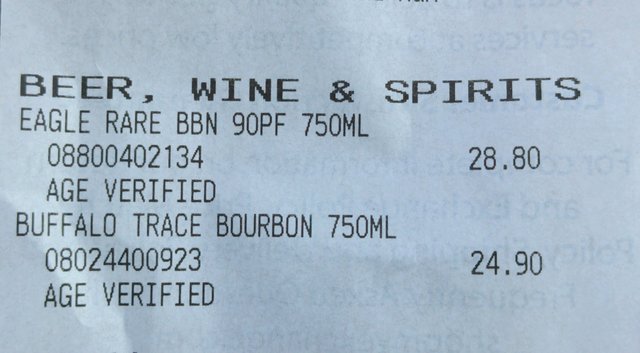 BEER, WINE & SPIRITS
EAGLE RARE BBN 90PF 750ML
08800402134 28.80
AGE VERIFIED
BUFFALO TRACE BOURBON 750ML
08024400923 24.90
AGE VERIFIED